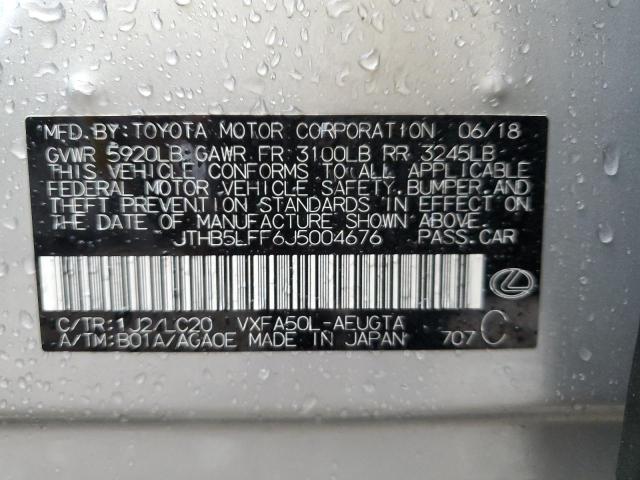 MFD. BY: TOYOTA MOTOR CORPORATION 06/18
GVWR 5920LB GAWR FR 3100LB RR 3245LB
THIS VEHICLE CONFORMS TO ALL APPLICABLE
FEDERAL MOTOR VEHICLE SAFETY, BUMPER, AND
THEFT PREVENTION STANDARDS IN EFFECT ON
THE DATE OF MANUFACTURE SHOWN ABOVE.
JTHB5LFF6J5004676 PASS.CAR
C/TR: 1J2/LC20 VXFA50L-AEUGTA
A/TM: B01A/AGA0E MADE IN JAPAN 707 C